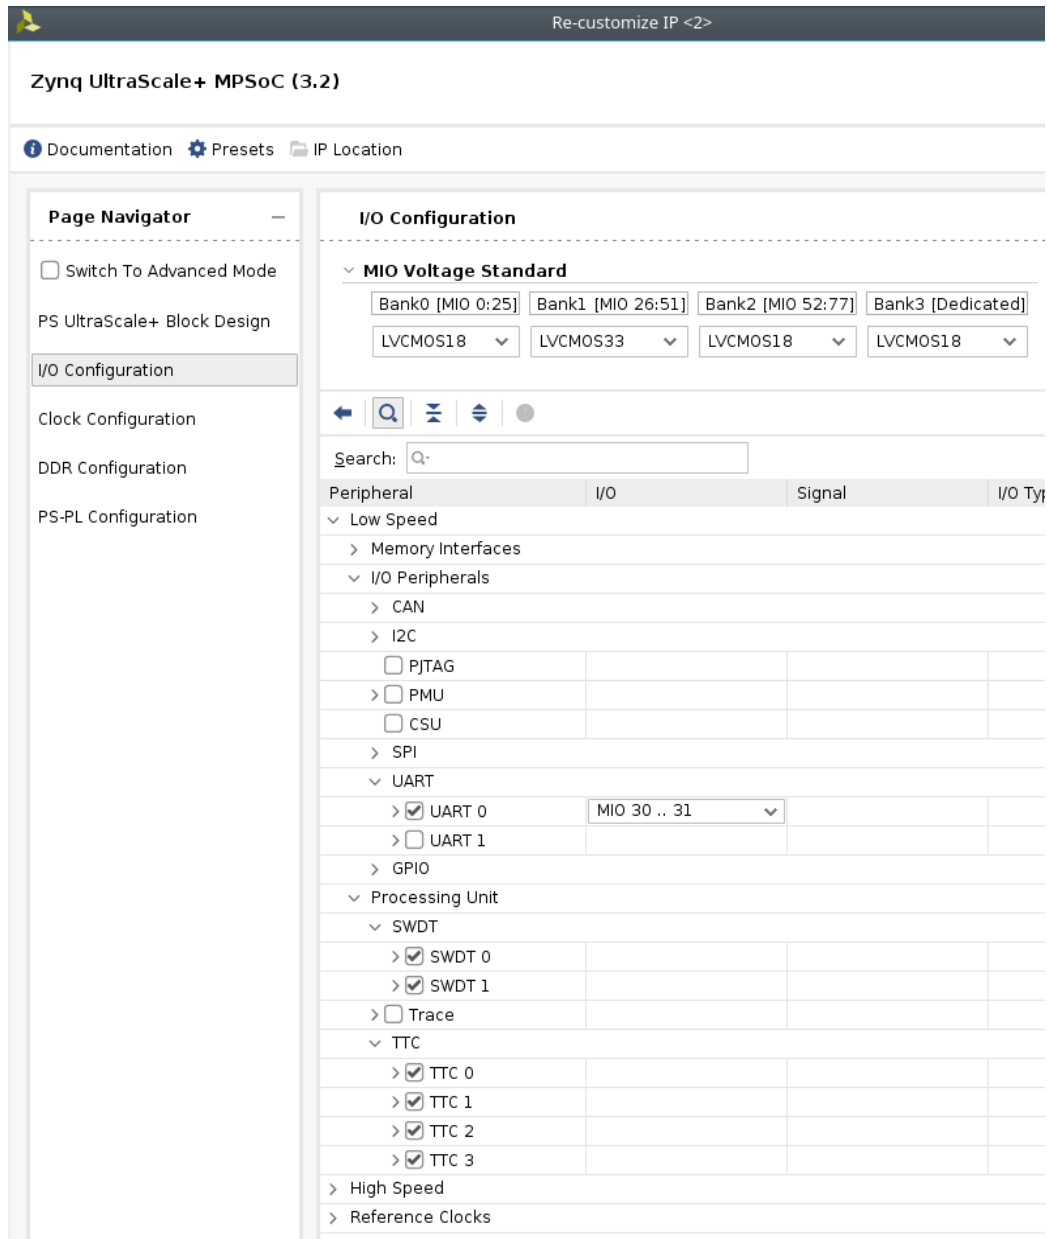 Re-customize IP <2>
Zynq UltraScale+ MPSoC (3.2)
Documentation Presets IP Location
Page Navigator
Switch To Advanced Mode
PS UltraScale+ Block Design
I/O Configuration
Clock Configuration
DDR Configuration
PS-PL Configuration
I/O Configuration
MIO Voltage Standard
Bank0 [MIO 0:25] Bank1 [MIO 26:51] Bank2 [MIO 52:77] Bank3 [Dedicated]
LVCMOS18 LVCMOS33 LVCMOS18 LVCMOS18
Search:
Peripheral I/O Signal I/O Typ
Low Speed
Memory Interfaces
I/O Peripherals
CAN
I2C
PJTAG
PMU
CSU
SPI
UART
UART 0 MIO 30 .. 31
UART 1
GPIO
Processing Unit
SWDT
SWDT 0
SWDT 1
Trace
TTC
TTC 0
TTC 1
TTC 2
TTC 3
High Speed
Reference Clocks